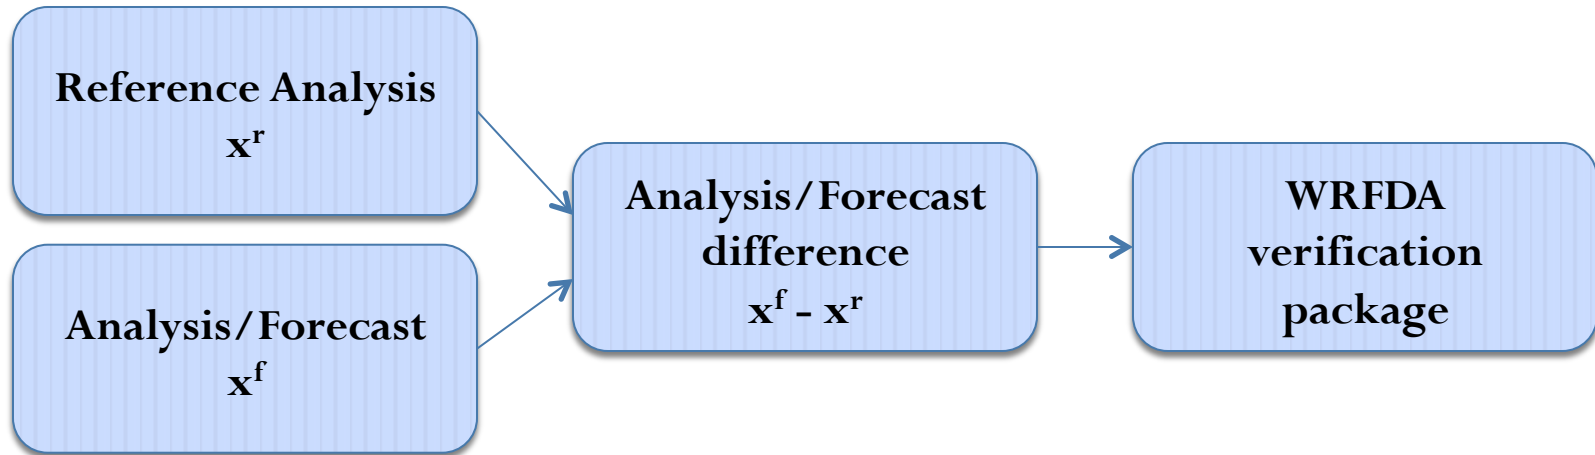 Reference Analysis
xʳ
Analysis/Forecast
xᶠ
Analysis/Forecast
difference
xᶠ - xʳ
WRFDA
verification
package